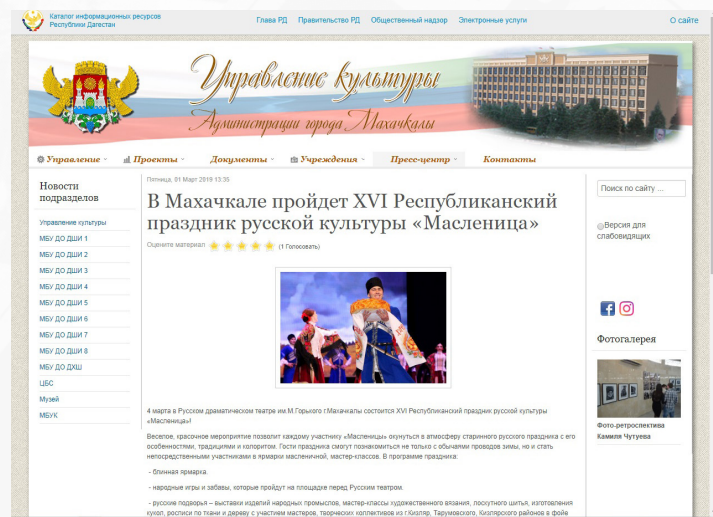 Каталог информационных ресурсов
Республики Дагестан
Глава РД Правительство РД Общественный надзор Электронные услуги
О сайте
Управление культуры
Администрации города Махачкалы
Управление
Проекты
Документы
Учреждения
Пресс-центр
Контакты
Новости
подразделов
Управление культуры
МБУ ДО ДШИ 1
МБУ ДО ДШИ 2
МБУ ДО ДШИ 3
МБУ ДО ДШИ 4
МБУ ДО ДШИ 5
МБУ ДО ДШИ 6
МБУ ДО ДШИ 7
МБУ ДО ДШИ 8
МБУ ДО ДХШ
ЦБС
Музей
МБУК
Пятница, 01 Март 2019 13:35
В Махачкале пройдет XVI Республиканский
праздник русской культуры «Масленица»
Оцените материал
(1 Голосовать)
4 марта в Русском драматическом театре им.М.Горького г.Махачкалы состоится XVI Республиканский праздник русской культуры
«Масленица»!
Веселое, красочное мероприятие позволит каждому участнику «Масленицы» окунуться в атмосферу старинного русского праздника с его
особенностями, традициями и колоритом. Гости праздника смогут познакомиться не только с обычаями проводов зимы, но и стать
непосредственными участниками в ярмарки масленичной, мастер-классов. В программе праздника:
- блинная ярмарка.
- народные игры и забавы, которые пройдут на площадке перед Русским театром.
- русские подворья – выставки изделий народных промыслов, мастер-классы художественного вязания, лоскутного шитья, изготовления
кукол, росписи по ткани и дереву с участием мастеров, творческих коллективов из г.Кизляр, Тарумовского, Кизлярского районов в фойе
Поиск по сайту ...
Версия для
слабовидящих
Фотогалерея
Фото-ретроспектива
Камиля Чутуева